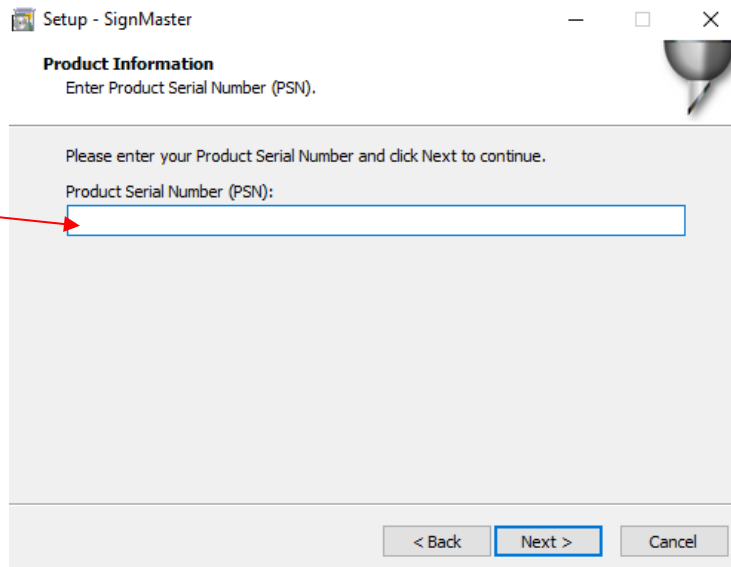 Setup - SignMaster
Product Information
Enter Product Serial Number (PSN).
Please enter your Product Serial Number and click Next to continue.
Product Serial Number (PSN):
< Back Next > Cancel